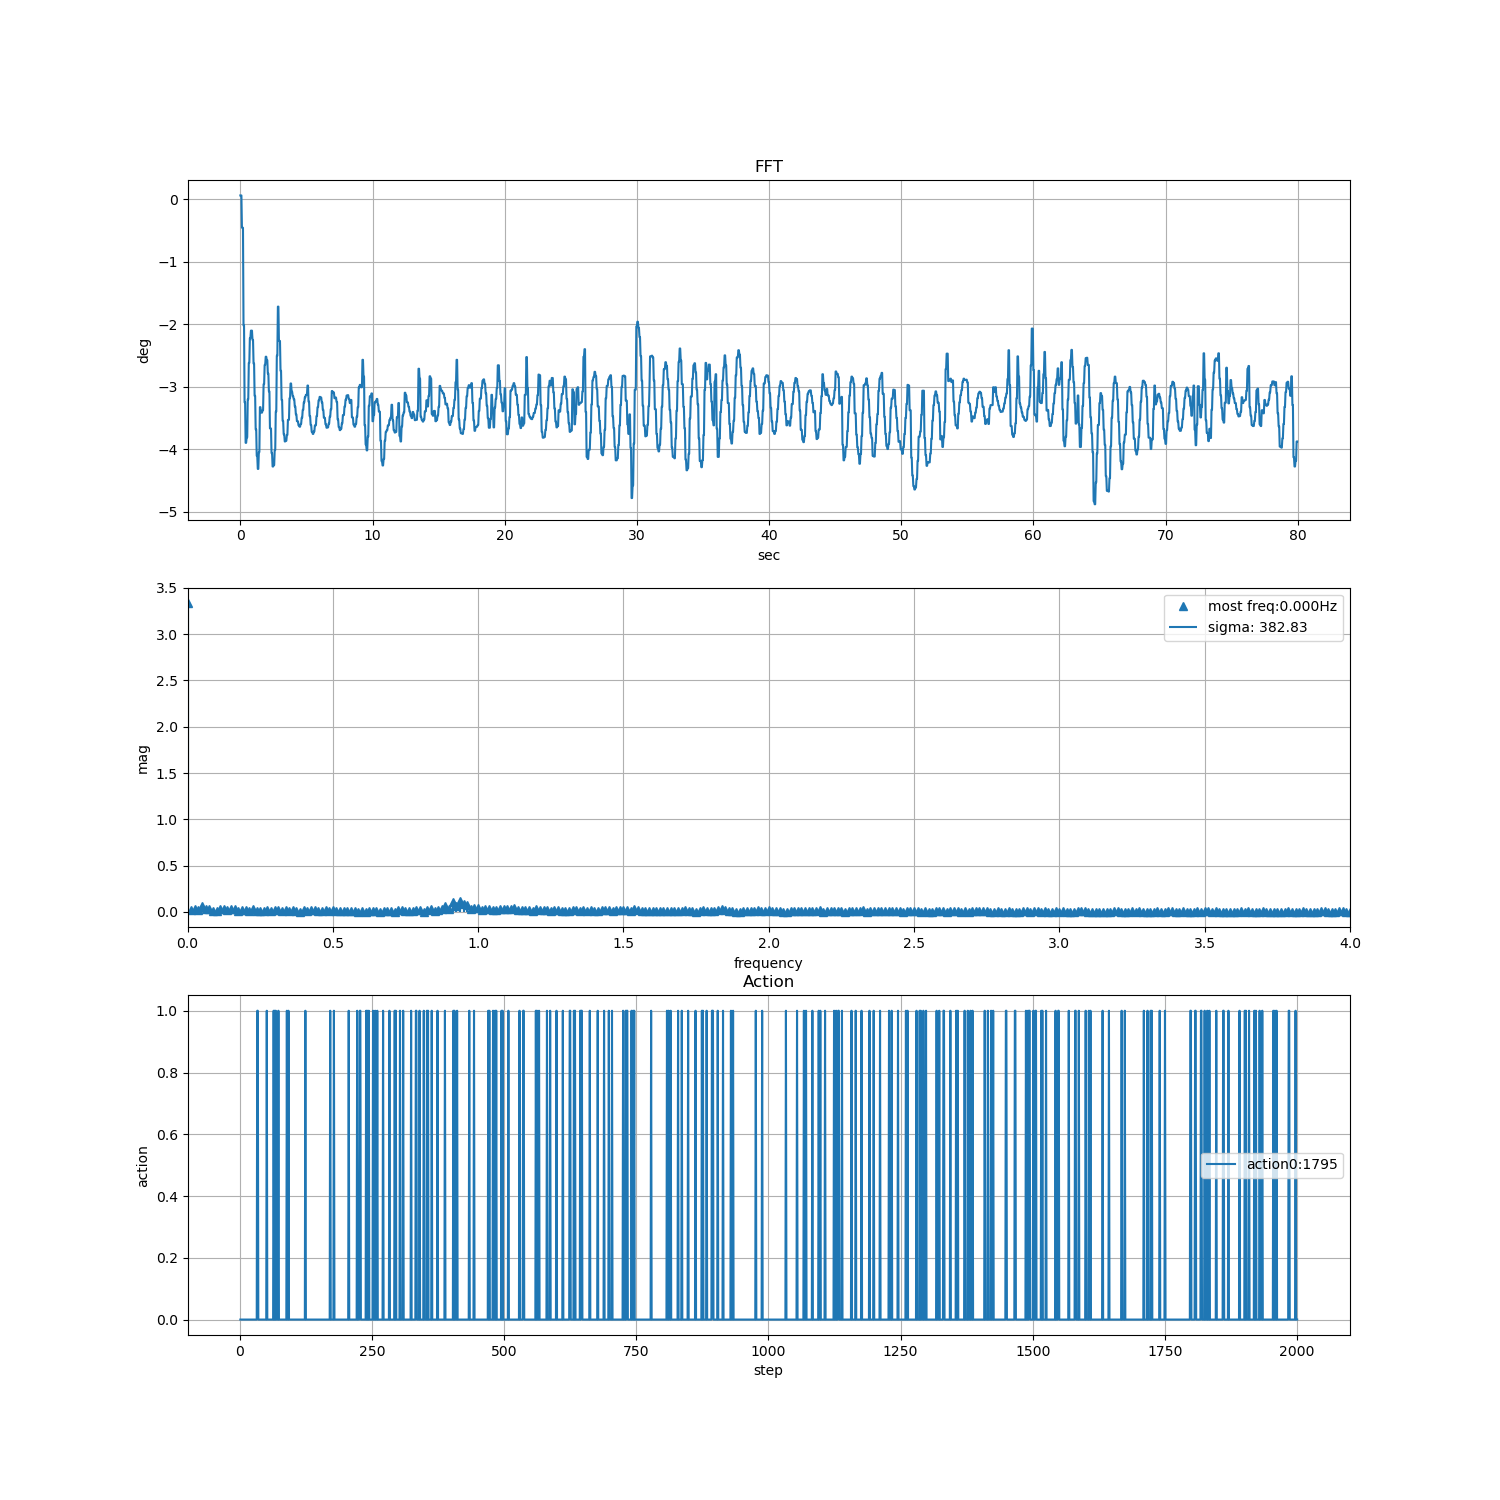 FFT
0
−1
−2
−3
−4
−5
deg
0 10 20 30 40 50 60 70 80
sec
3.5
3.0
2.5
2.0
1.5
1.0
0.5
0.0
mag
most freq:0.000Hz
sigma: 382.83
0.0 0.5 1.0 1.5 2.0 2.5 3.0 3.5 4.0
frequency
Action
1.0
0.8
0.6
0.4
0.2
0.0
action
action0:1795
0 250 500 750 1000 1250 1500 1750 2000
step